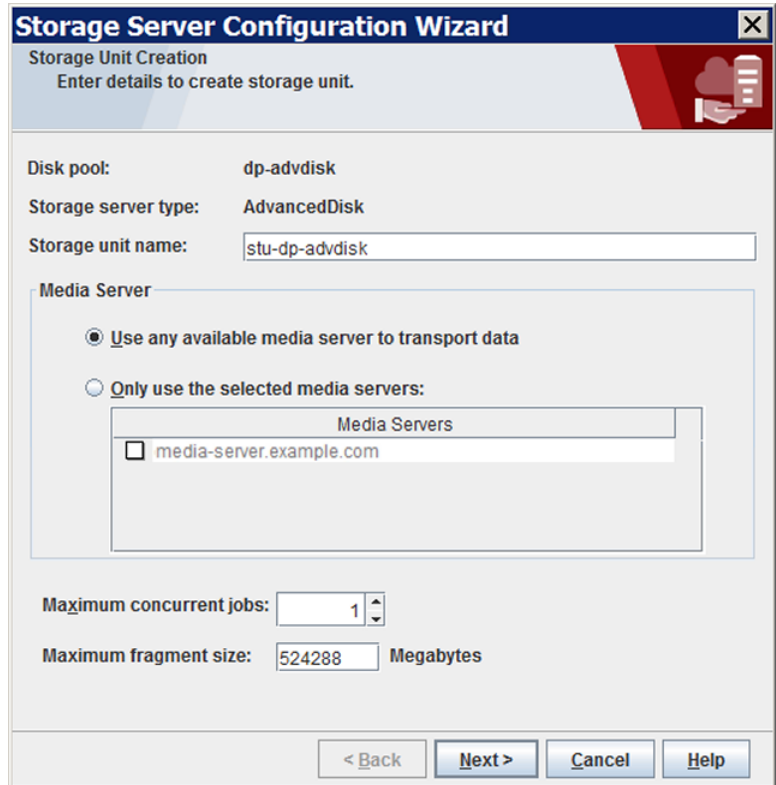 Storage Server Configuration Wizard
Storage Unit Creation
Enter details to create storage unit.
Disk pool: dp-advdisk
Storage server type: AdvancedDisk
Storage unit name: stu-dp-advdisk
Media Server
Use any available media server to transport data
Only use the selected media servers:
Media Servers
media-server.example.com
Maximum concurrent jobs: 1
Maximum fragment size: 524288 Megabytes
< Back Next > Cancel Help